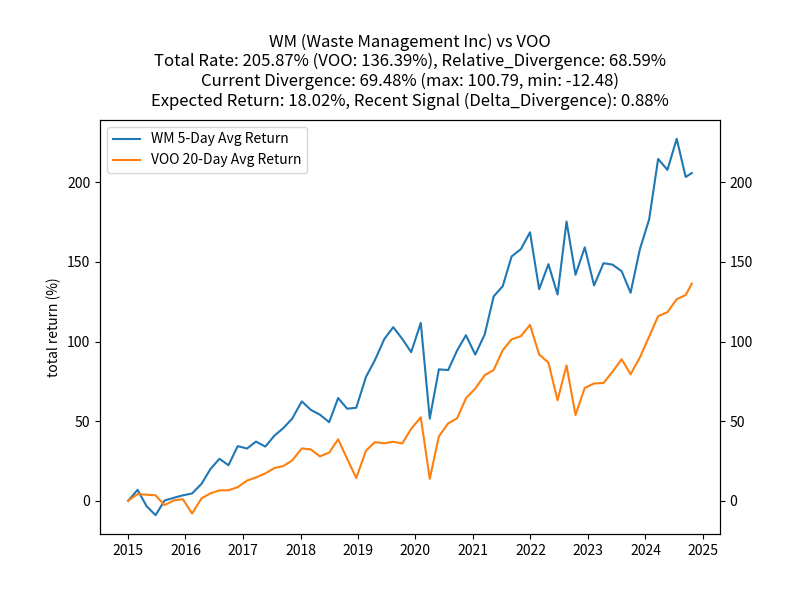 WM (Waste Management Inc) vs VOO
Total Rate: 205.87% (VOO: 136.39%), Relative_Divergence: 68.59%
Current Divergence: 69.48% (max: 100.79, min: -12.48)
Expected Return: 18.02%, Recent Signal (Delta_Divergence): 0.88%
WM 5-Day Avg Return
VOO 20-Day Avg Return
total return (%)
200 200
150 150
100 100
50 50
0 0
2015 2016 2017 2018 2019 2020 2021 2022 2023 2024 2025